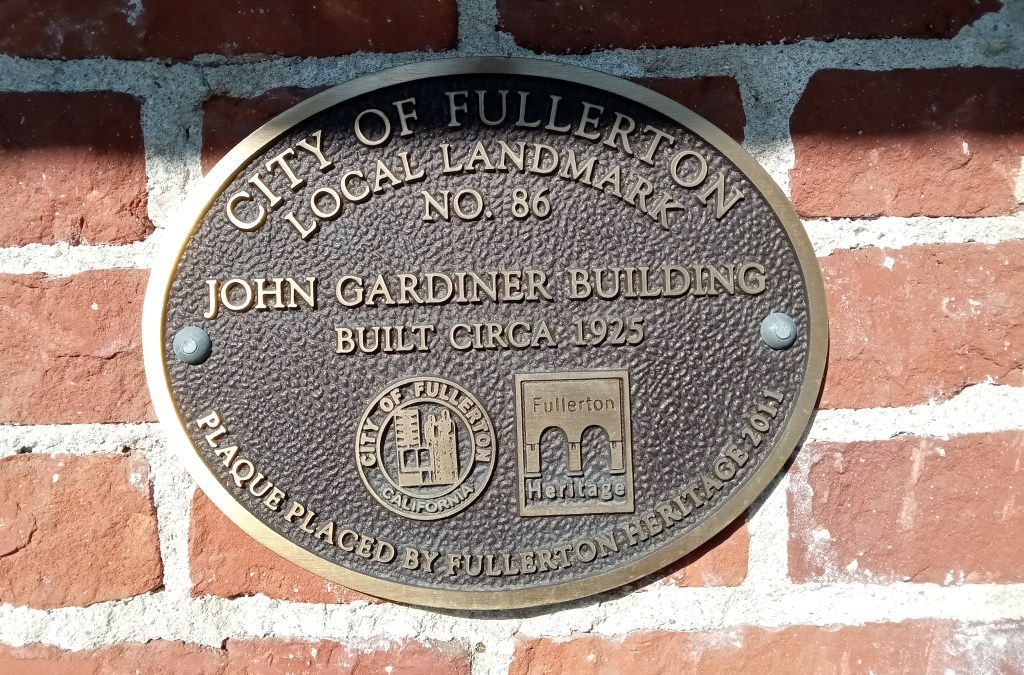 CITY OF FULLERTON
LOCAL LANDMARK
NO. 86
JOHN GARDINER BUILDING
BUILT CIRCA 1925
CITY OF FULLERTON
CALIFORNIA
Fullerton
Heritage
PLAQUE PLACED BY FULLERTON HERITAGE 2011